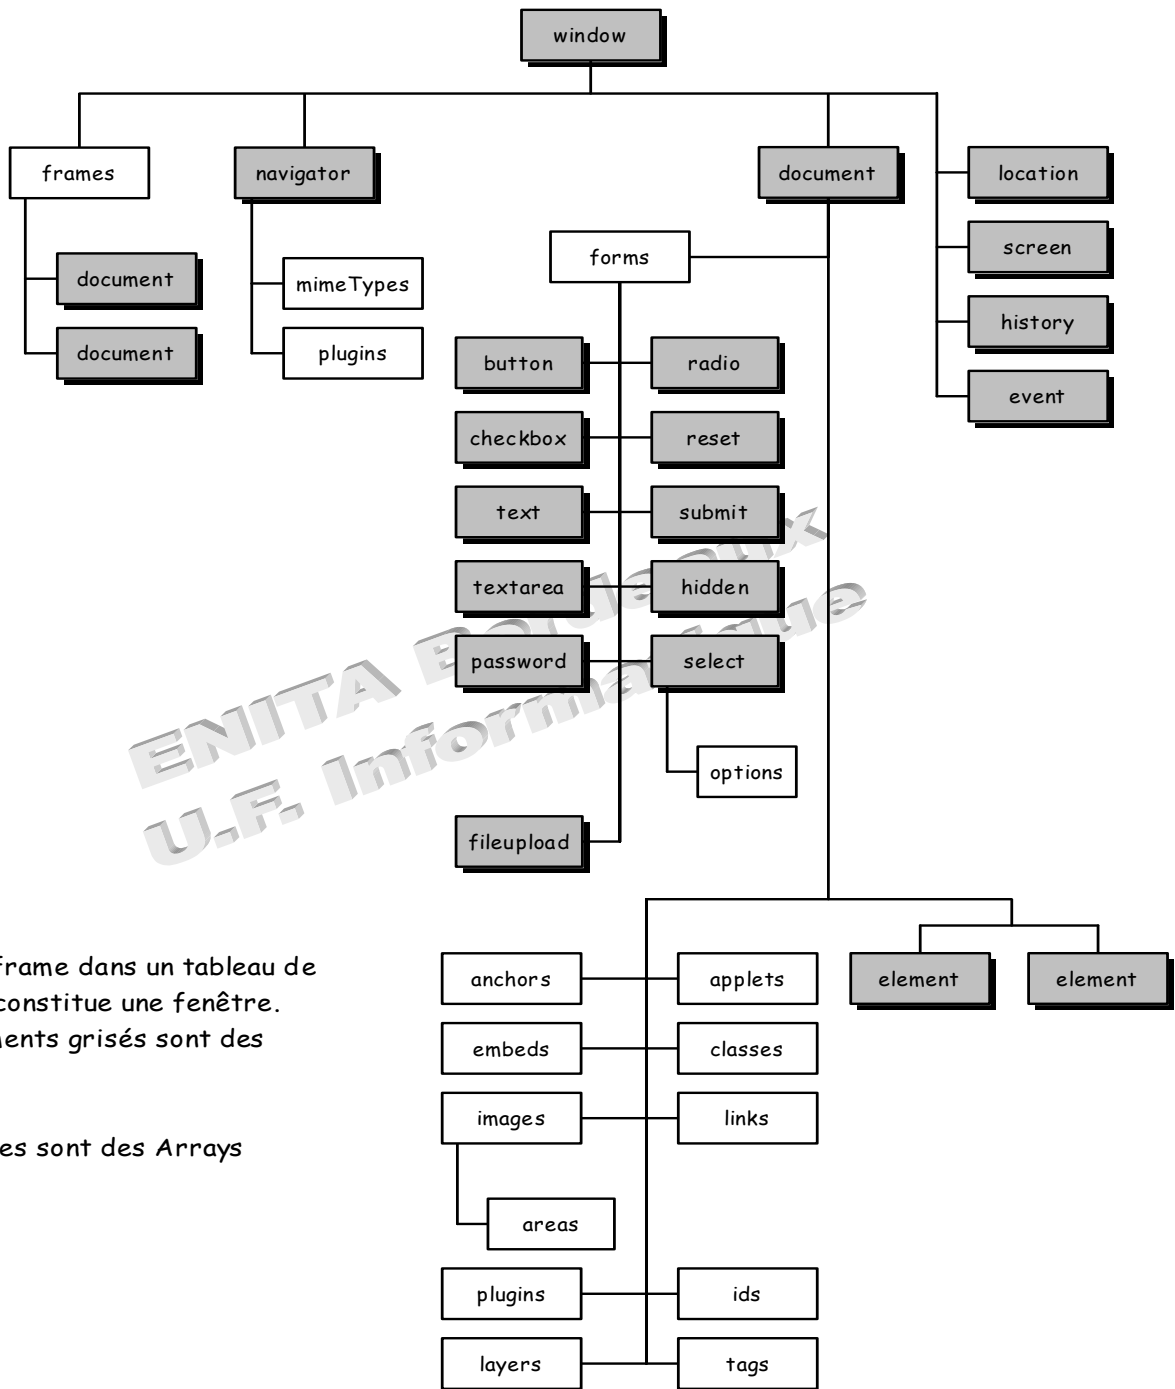 window
frames
navigator
document
location
document
document
mimeTypes
plugins
screen
history
event
forms
button
radio
checkbox
reset
text
submit
textarea
hidden
password
select
options
fileupload
ENITA Bordeaux
U.F. Informatique
frame dans un tableau de
constitue une fenêtre.
grisés sont des
sont des Arrays
anchors
applets
element
element
embeds
classes
images
links
areas
plugins
ids
layers
tags